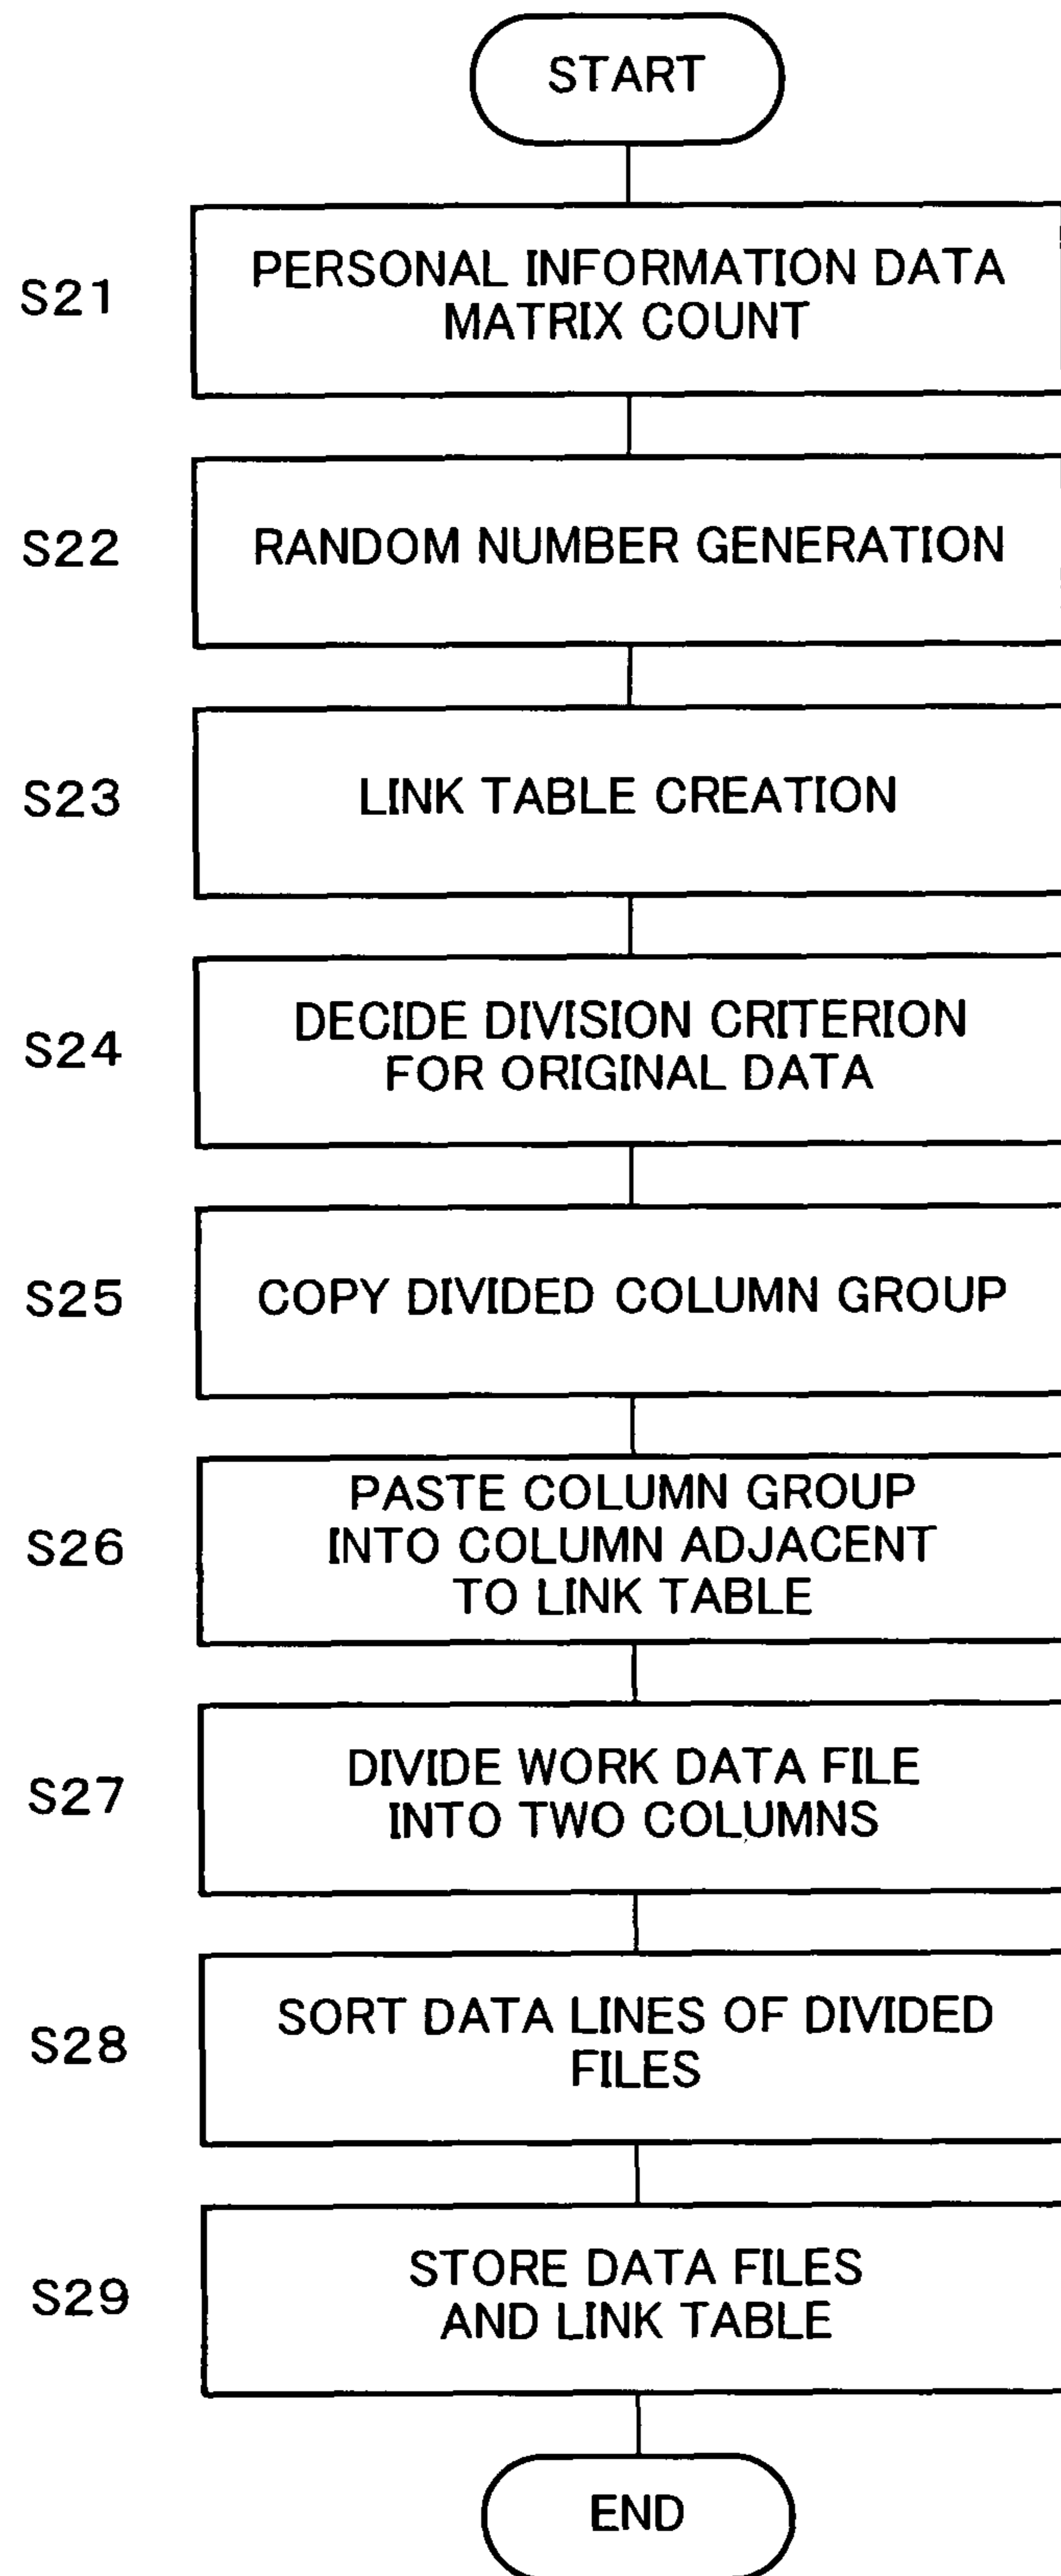 START
S21
PERSONAL INFORMATION DATA
MATRIX COUNT
S22
RANDOM NUMBER GENERATION
S23
LINK TABLE CREATION
S24
DECIDE DIVISION CRITERION
FOR ORIGINAL DATA
S25
COPY DIVIDED COLUMN GROUP
S26
PASTE COLUMN GROUP
INTO COLUMN ADJACENT
TO LINK TABLE
S27
DIVIDE WORK DATA FILE
INTO TWO COLUMNS
S28
SORT DATA LINES OF DIVIDED
FILES
S29
STORE DATA FILES
AND LINK TABLE
END